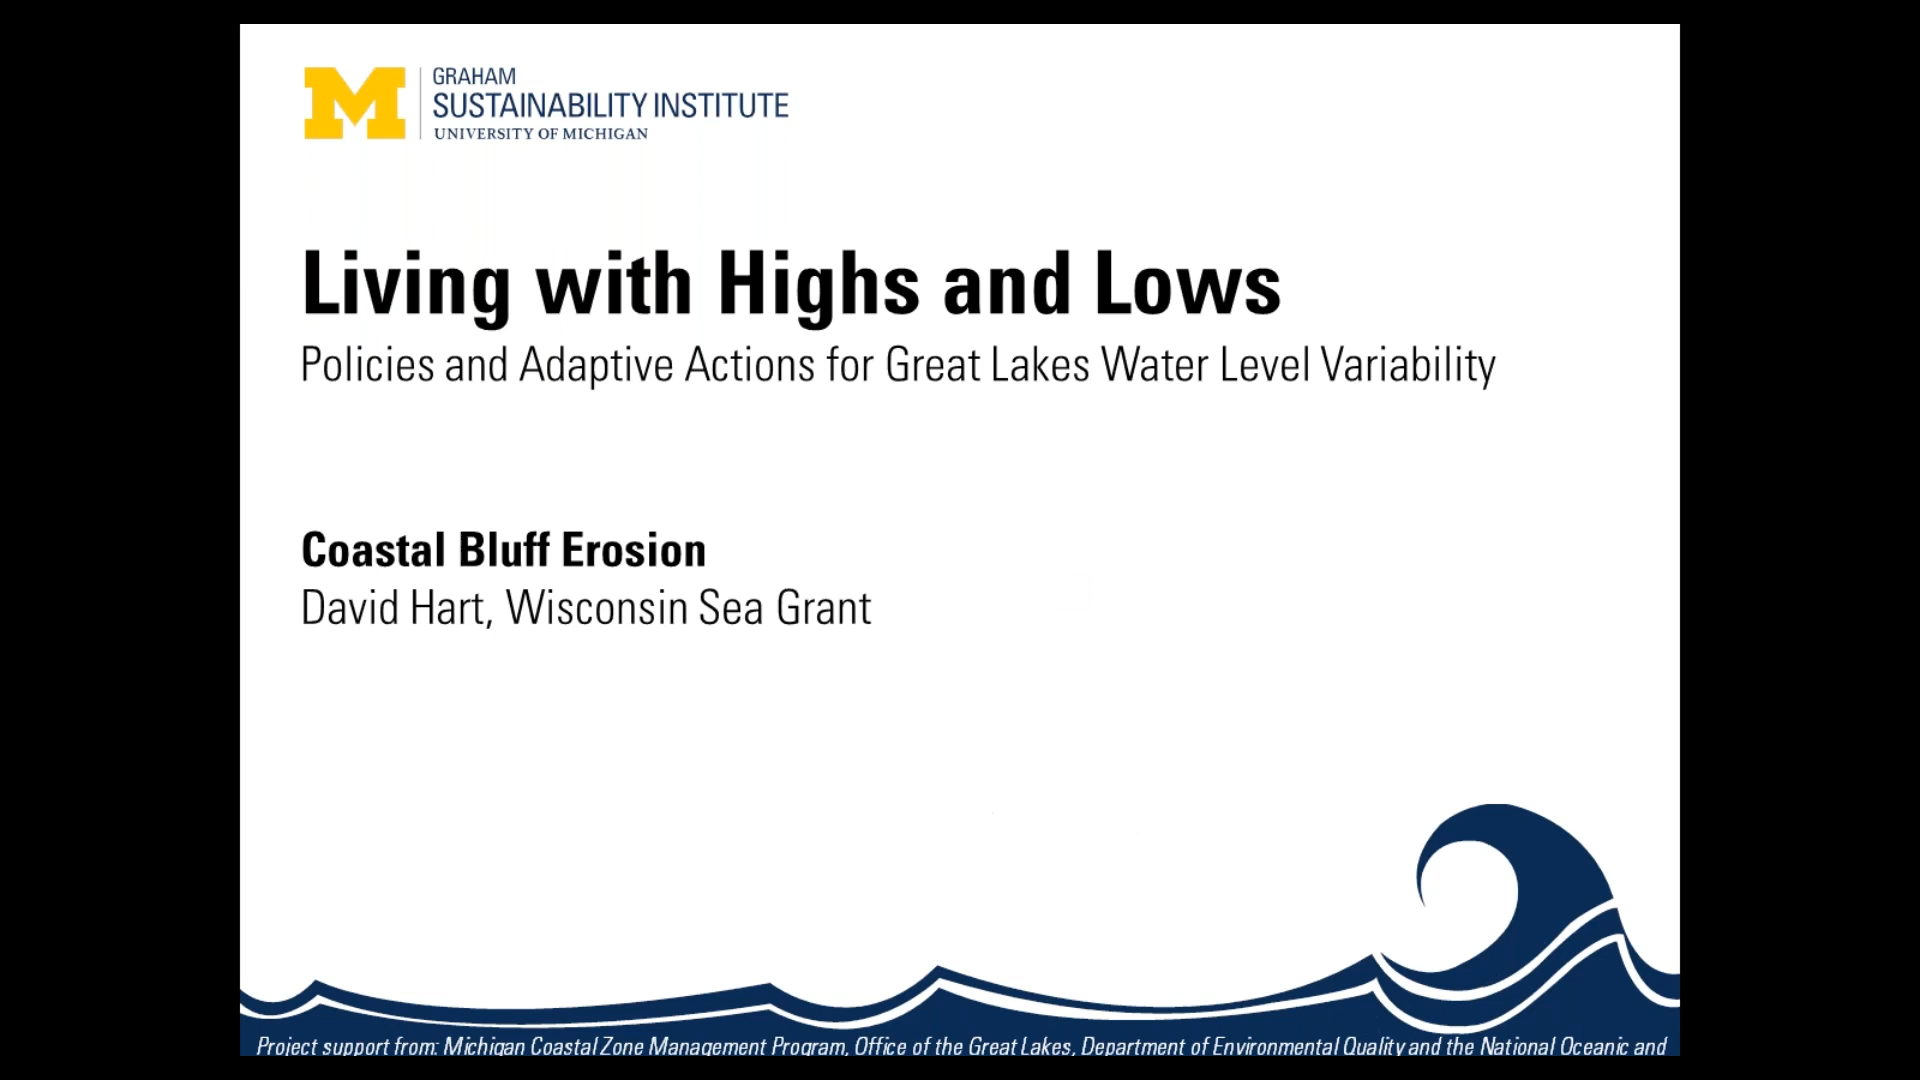 GRAHAM
SUSTAINABILITY INSTITUTE
UNIVERSITY OF MICHIGAN
Living with Highs and Lows
Policies and Adaptive Actions for Great Lakes Water Level Variability
Coastal Bluff Erosion
David Hart, Wisconsin Sea Grant
Project support from: Michigan Coastal Zone Management Program, Office of the Great Lakes, Department of Environmental Quality and the National Oceanic and